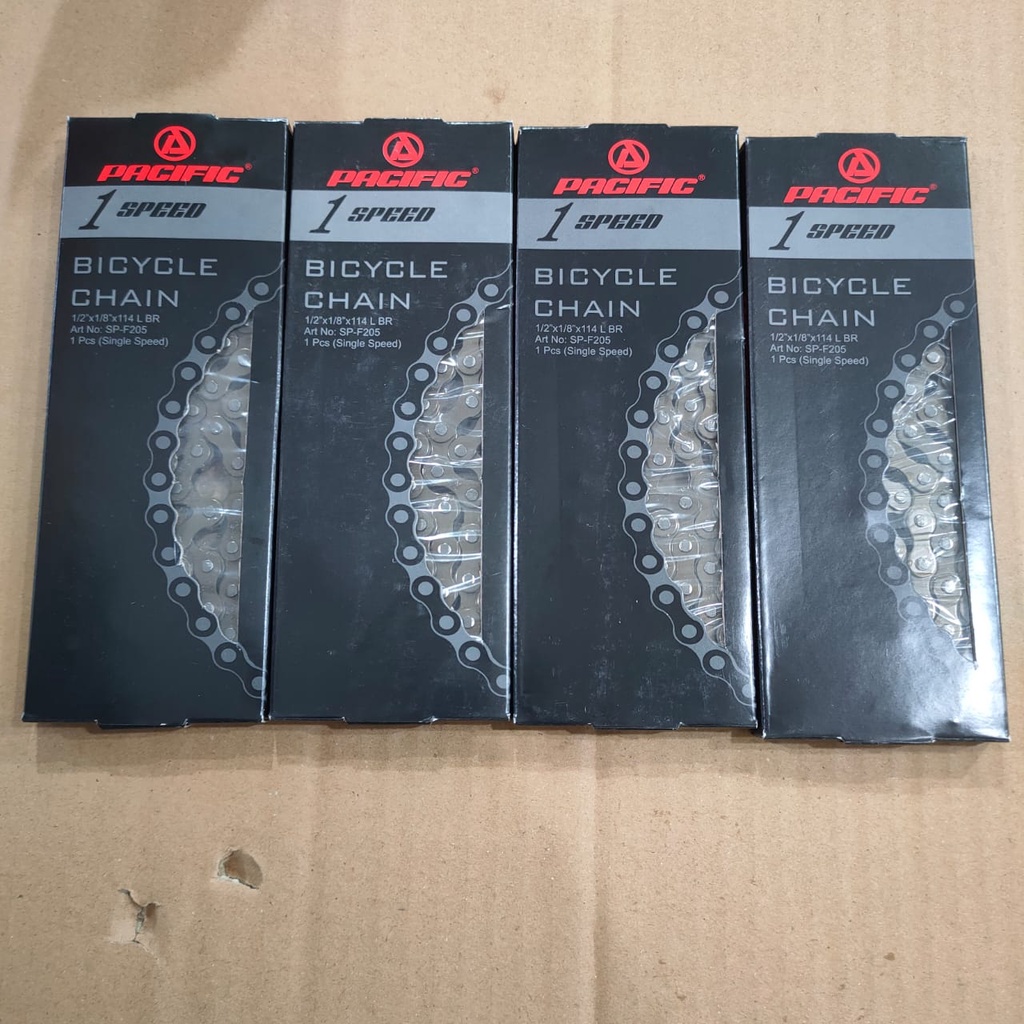 PACIFIC®
1 SPEED
BICYCLE
CHAIN
1/2"x1/8"x114 L BR
Art No: SP-F205
1 Pcs (Single Speed)
PACIFIC®
1 SPEED
BICYCLE
CHAIN
1/2"x1/8"x114 L BR
Art No: SP-F205
1 Pcs (Single Speed)
PACIFIC®
1 SPEED
BICYCLE
CHAIN
1/2"x1/8"x114 L BR
Art No: SP-F205
1 Pcs (Single Speed)
PACIFIC®
1 SPEED
BICYCLE
CHAIN
1/2"x1/8"x114 L BR
Art No: SP-F205
1 Pcs (Single Speed)